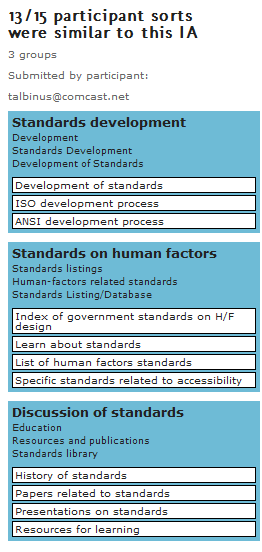 13/15 participant sorts
were similar to this IA
3 groups
Submitted by participant:
talbinus@comcast.net
Standards development
Development
Standards Development
Development of Standards
Development of standards
ISO development process
ANSI development process
Standards on human factors
Standards listings
Human-factors related standards
Standards Listing/Database
Index of government standards on H/F
design
Learn about standards
List of human factors standards
Specific standards related to accessibility
Discussion of standards
Education
Resources and publications
Standards library
History of standards
Papers related to standards
Presentations on standards
Resources for learning